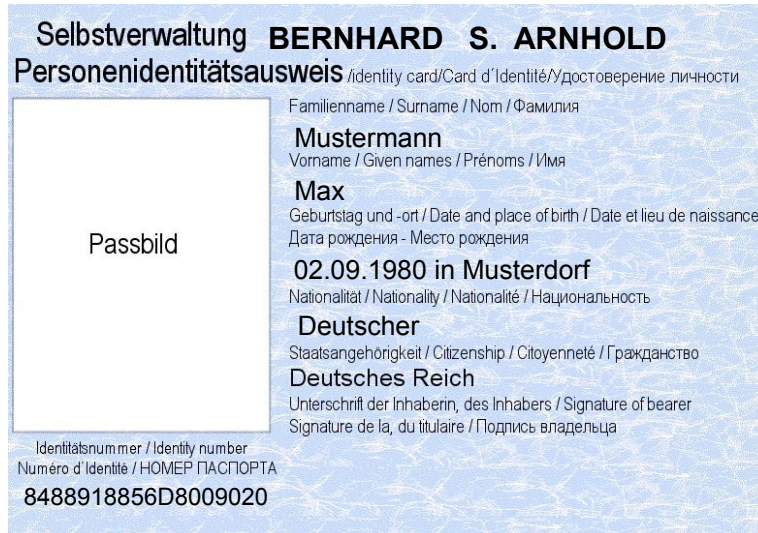 Selbstverwaltung BERNHARD S. ARNHOLD
Personenidentitätsausweis /identity card/Card d´Identité/Удостоверение личности
Familienname / Surname / Nom / Фамилия
Mustermann
Vorname / Given names / Prénoms / Имя
Max
Geburtstag und -ort / Date and place of birth / Date et lieu de naissance
Дата рождения - Место рождения
02.09.1980 in Musterdorf
Nationalität / Nationality / Nationalité / Национальность
Deutscher
Staatsangehörigkeit / Citizenship / Citoyenneté / Гражданство
Deutsches Reich
Unterschrift der Inhaberin, des Inhabers / Signature of bearer
Signature de la, du titulaire / Подпись владельца
Passbild
Identitätsnummer / Identity number
Numéro d´Identité / НОМЕР ПАСПОРТА
8488918856D8009020